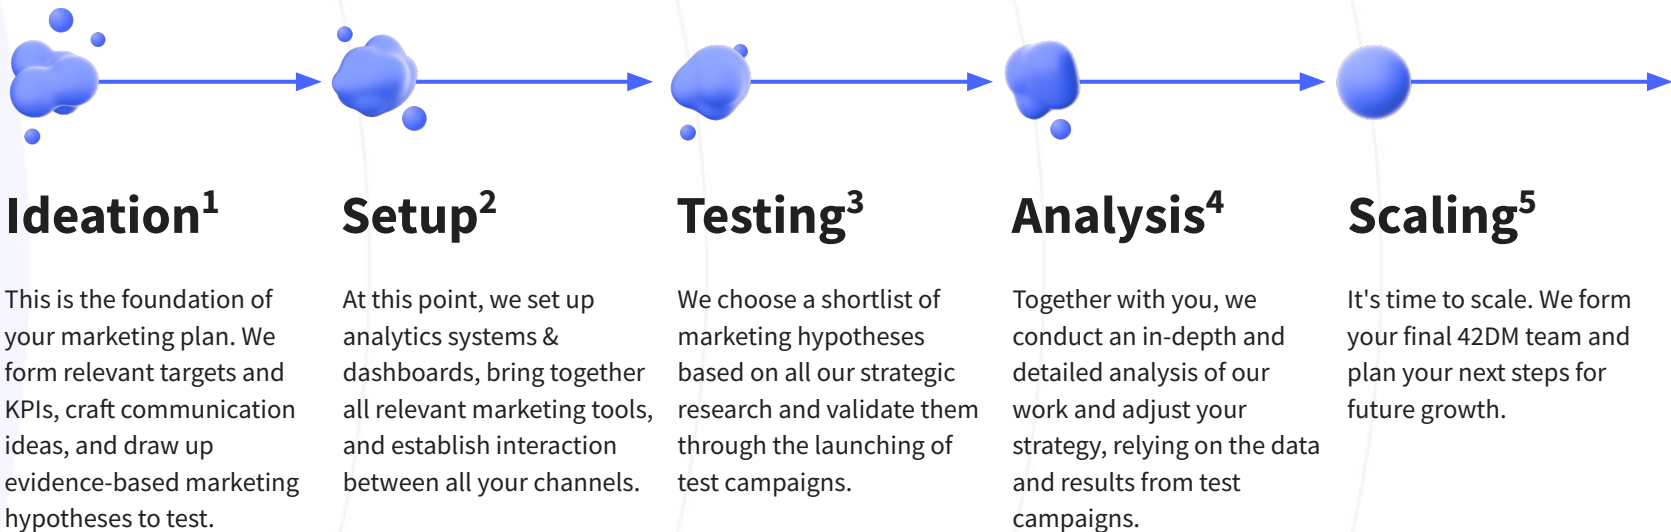 Ideation¹
This is the foundation of
your marketing plan. We
form relevant targets and
KPIs, craft communication
ideas, and draw up
evidence-based marketing
hypotheses to test.
Setup²
At this point, we set up
analytics systems &
dashboards, bring together
all relevant marketing tools,
and establish interaction
between all your channels.
Testing³
We choose a shortlist of
marketing hypotheses
based on all our strategic
research and validate them
through the launching of
test campaigns.
Analysis⁴
Together with you, we
conduct an in-depth and
detailed analysis of our
work and adjust your
strategy, relying on the data
and results from test
campaigns.
Scaling⁵
It's time to scale. We form
your final 42DM team and
plan your next steps for
future growth.